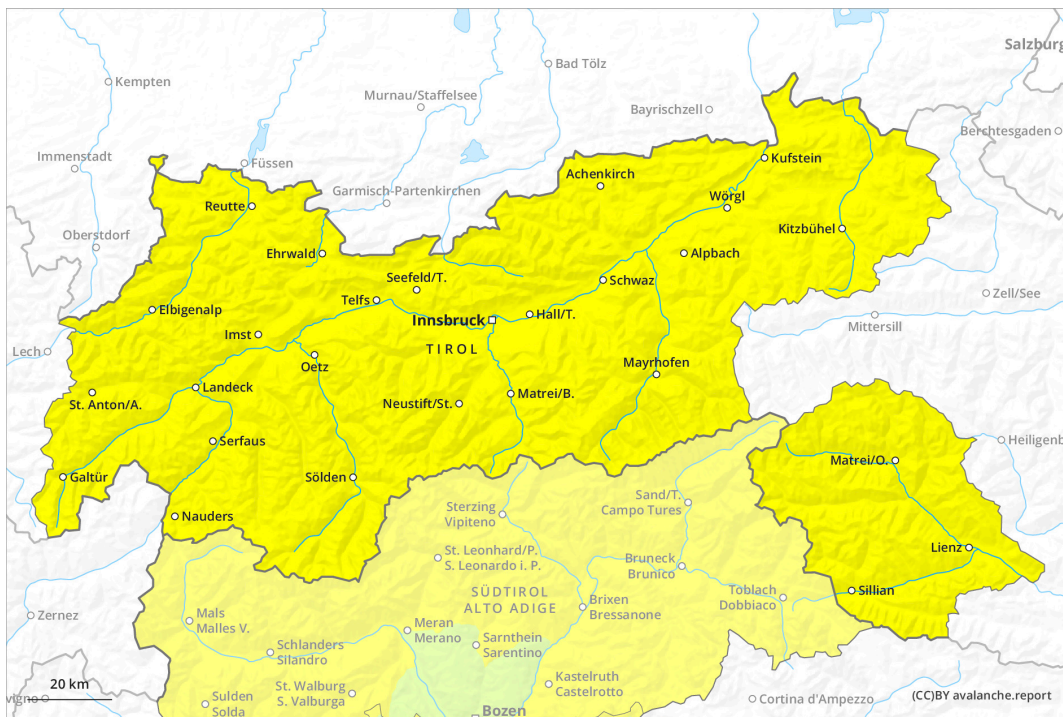 Salzburg
Kempten
Bad Tölz
Murnau/Staffelsee
Bayrischzell
Berchtesgaden
Immenstadt
Füssen
Kufstein
Achenkirch
Garmisch-Partenkirchen
Wörgl
Reutte
Kitzbühel
Oberstdorf
Ehrwald
Alpbach
Seefeld/T.
Schwaz
Zell/See
Telfs
Elbigenalp
Innsbruck
Hall/T.
Mittersill
Imst
TIROL
Lech
Oetz
Mayrhofen
Landeck
St. Anton/A.
Neustift/St.
Matrei/B.
Serfaus
Heiligenb
Matrei/O.
Galtür
Sölden
Sand/T.
Campo Tures
Sterzing
Vipiteno
Nauders
Lienz
St. Leonhard/P.
S. Leonardo i. P.
Bruneck
Brunico
SÜDTIROL
ALTO ADIGE
Toblach
Dobbiaco
Sillian
Brixen
Bressanone
Zernez
Mals
Malles V.
Meran
Merano
Sarnthein
Sarentino
Schlanders
Silandro
20 km
St. Walburg
S. Valburga
Kastelruth
Castelrotto
vigno
Sulden
Solda
Cortina d'Ampezzo
(CC)BY avalanche.report
Bozen